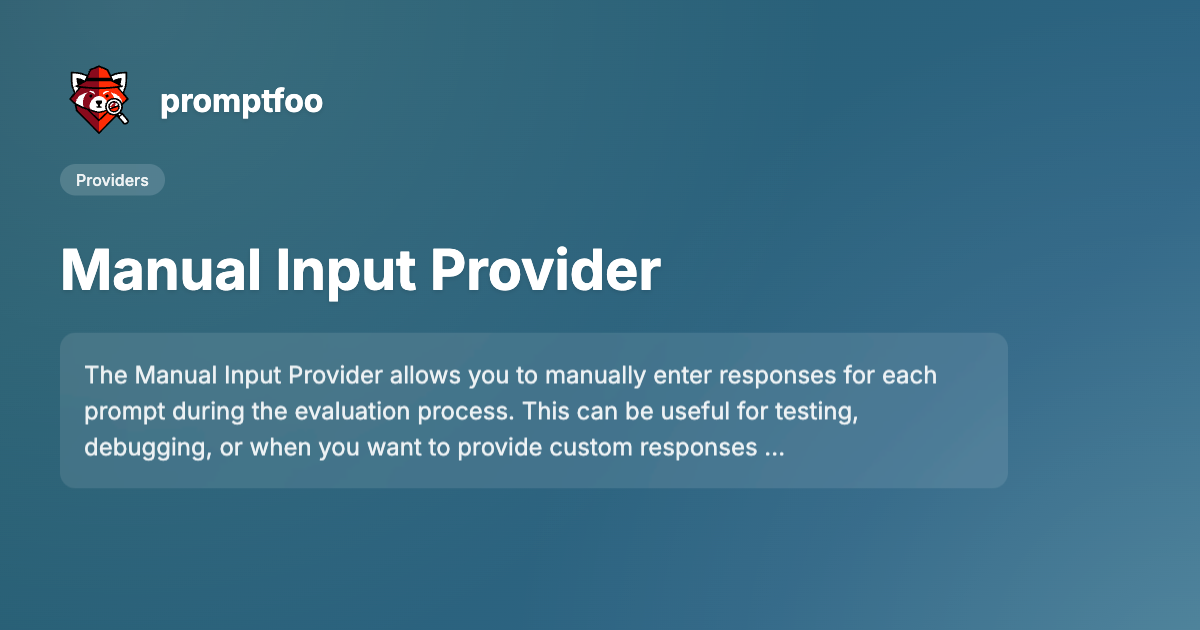 promptfoo
Providers
Manual Input Provider
The Manual Input Provider allows you to manually enter responses for each
prompt during the evaluation process. This can be useful for testing,
debugging, or when you want to provide custom responses ...